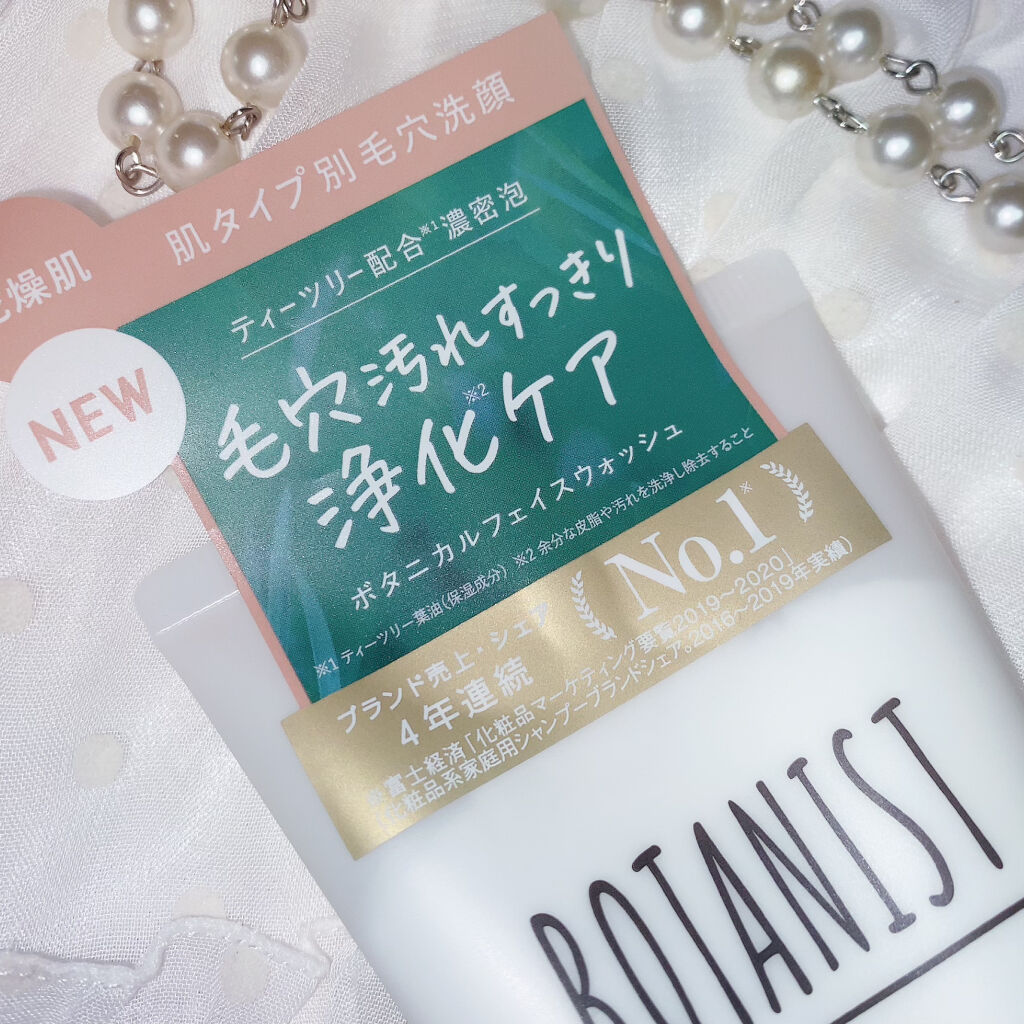 肌タイプ別毛穴洗顔
燥肌
NEW
ティーツリー配合※1濃密泡
毛穴汚れすっきり
浄化ケア
※2
ボタニカルフェイスウォッシュ
※1 ティーツリー葉油(保湿成分) ※2 余分な皮脂や汚れを洗浄し除去すること
ブランド売上・シェア
4年連続
No.1※
※富士経済「化粧品マーケティング要覧2019~2020」
化粧品系家庭用シャンプーブランドシェア。2016~2019年実績)
BOTANIST